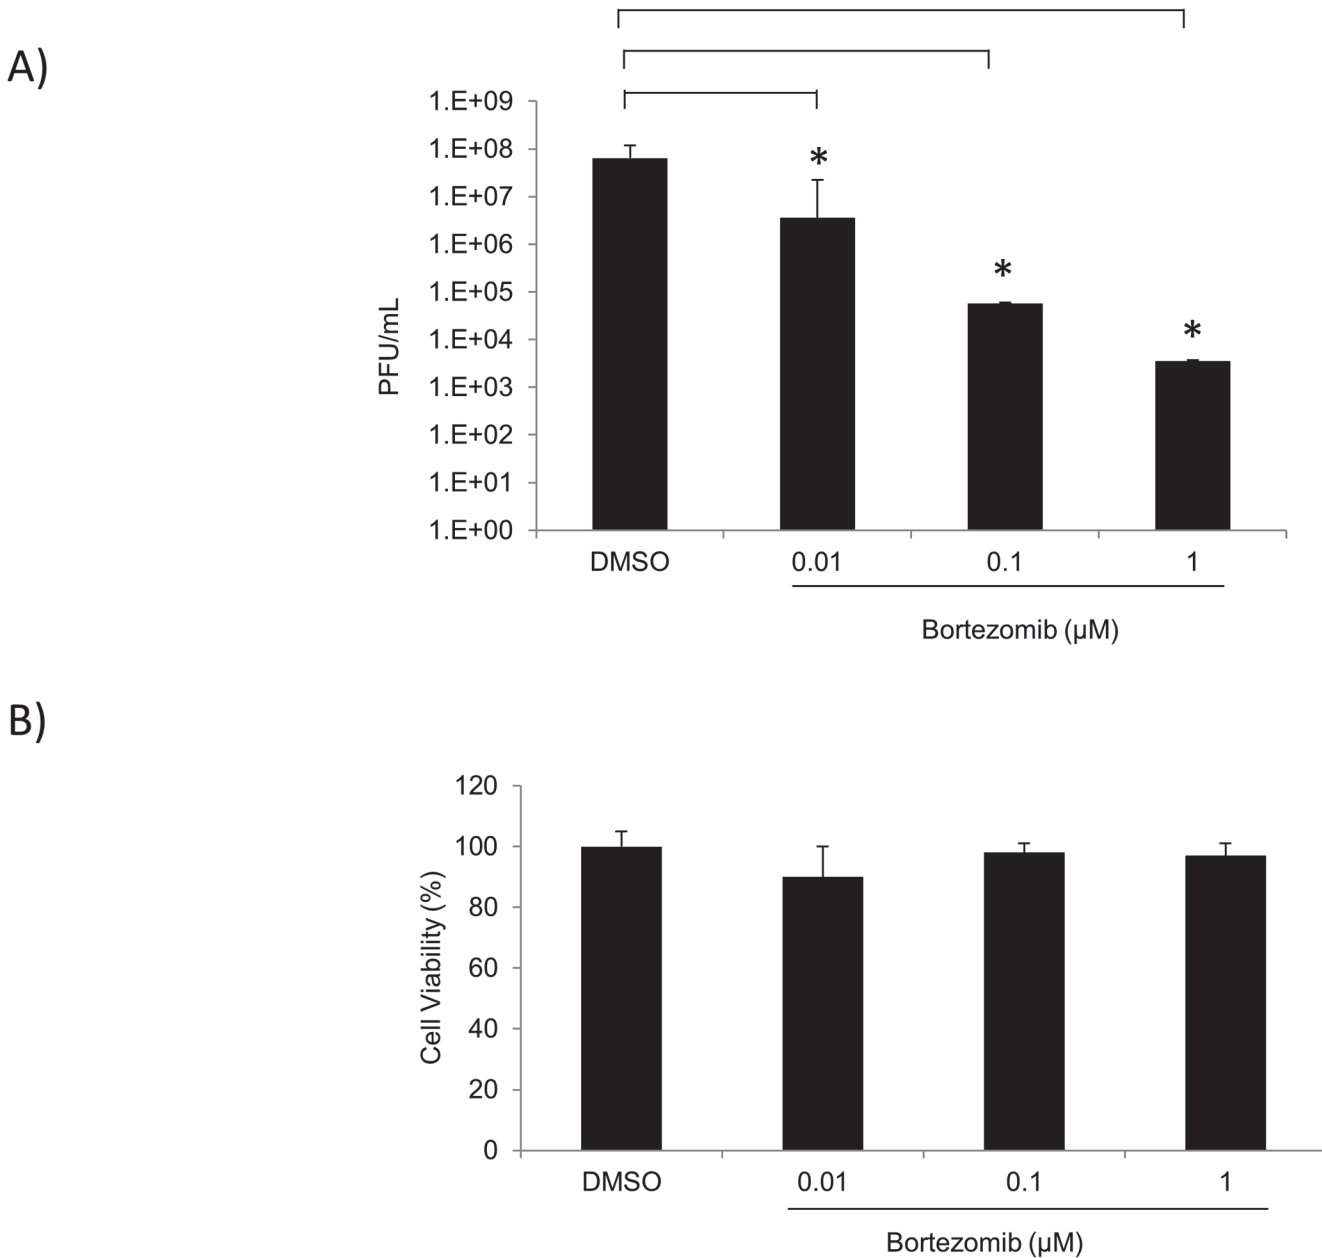 A)
1.E+09
1.E+08
1.E+07
1.E+06
1.E+05
1.E+04
1.E+03
1.E+02
1.E+01
1.E+00
PFU/mL
*
*
*
DMSO 0.01 0.1 1
Bortezomib (µM)
B)
120
100
80
60
40
20
0
Cell Viability (%)
DMSO 0.01 0.1 1
Bortezomib (µM)